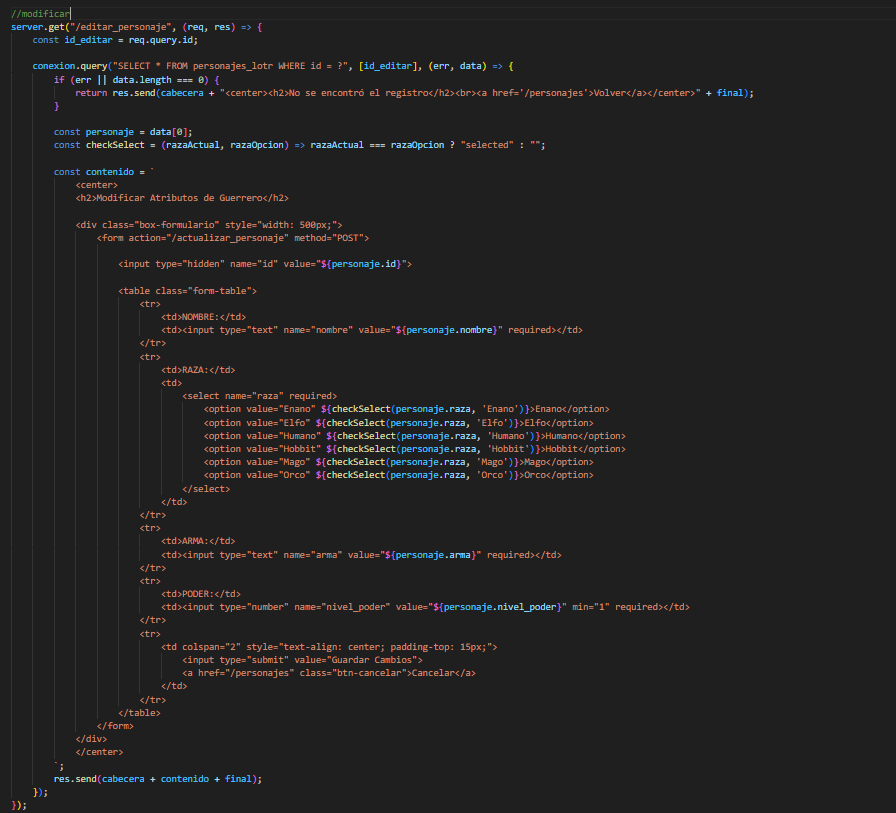 //modificar
server.get("/editar_personaje", (req, res) => {
    const id_editar = req.query.id;

    conexion.query("SELECT * FROM personajes_lotr WHERE id = ?", [id_editar], (err, data) => {
        if (err || data.length === 0) {
            return res.send(cabecera + "<center><h2>No se encontró el registro</h2><br><a href='/personajes'>Volver</a></center>" + final);
        }

        const personaje = data[0];
        const checkSelect = (razaActual, razaOpcion) => razaActual === razaOpcion ? "selected" : "";

        const contenido = `
            <center>
            <h2>Modificar Atributos de Guerrero</h2>

            <div class="box-formulario" style="width: 500px;">
                <form action="/actualizar_personaje" method="POST">

                    <input type="hidden" name="id" value="${personaje.id}">

                    <table class="form-table">
                        <tr>
                            <td>NOMBRE:</td>
                            <td><input type="text" name="nombre" value="${personaje.nombre}" required></td>
                        </tr>
                        <tr>
                            <td>RAZA:</td>
                            <td>
                                <select name="raza" required>
                                    <option value="Enano" ${checkSelect(personaje.raza, 'Enano')}>Enano</option>
                                    <option value="Elfo" ${checkSelect(personaje.raza, 'Elfo')}>Elfo</option>
                                    <option value="Humano" ${checkSelect(personaje.raza, 'Humano')}>Humano</option>
                                    <option value="Hobbit" ${checkSelect(personaje.raza, 'Hobbit')}>Hobbit</option>
                                    <option value="Mago" ${checkSelect(personaje.raza, 'Mago')}>Mago</option>
                                    <option value="Orco" ${checkSelect(personaje.raza, 'Orco')}>Orco</option>
                                </select>
                            </td>
                        </tr>
                        <tr>
                            <td>ARMA:</td>
                            <td><input type="text" name="arma" value="${personaje.arma}" required></td>
                        </tr>
                        <tr>
                            <td>PODER:</td>
                            <td><input type="number" name="nivel_poder" value="${personaje.nivel_poder}" min="1" required></td>
                        </tr>
                        <tr>
                            <td colspan="2" style="text-align: center; padding-top: 15px;">
                                <input type="submit" value="Guardar Cambios">
                                <a href="/personajes" class="btn-cancelar">Cancelar</a>
                            </td>
                        </tr>
                    </table>
                </form>
            </div>
            </center>
        `;
        res.send(cabecera + contenido + final);
    });
});